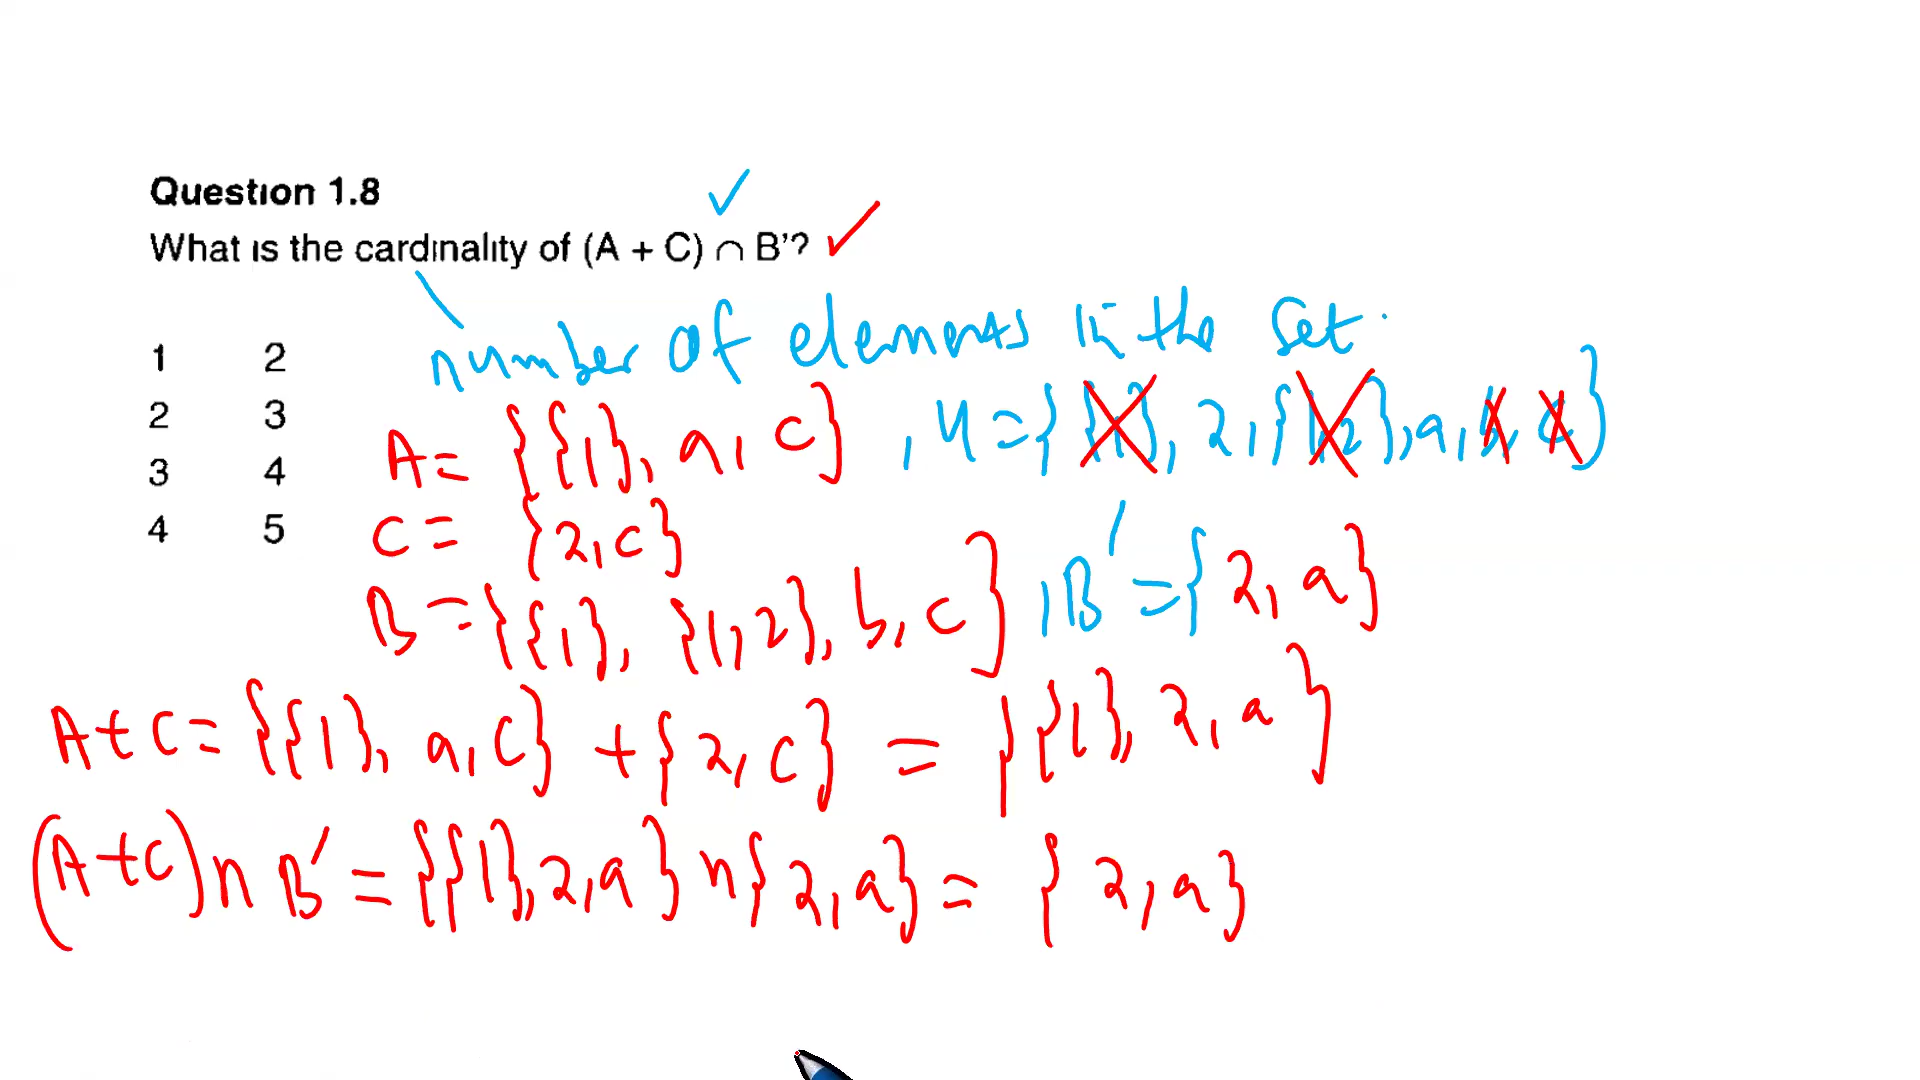 Question 1.8
What is the cardinality of (A + C) ∩ B'?
number of elements in the set.
1 2
2 3
3 4
4 5
A = {{1}, a, c} , U = {{1}, 2, {1,2}, a, b, c}
C = {2, c}
B = {{1}, {1,2}, b, c} , B' = {2, a}
A + C = {{1}, a, c} + {2, c} = {{1}, 2, a}
(A + C) ∩ B' = {{1}, 2, a} ∩ {2, a} = {2, a}